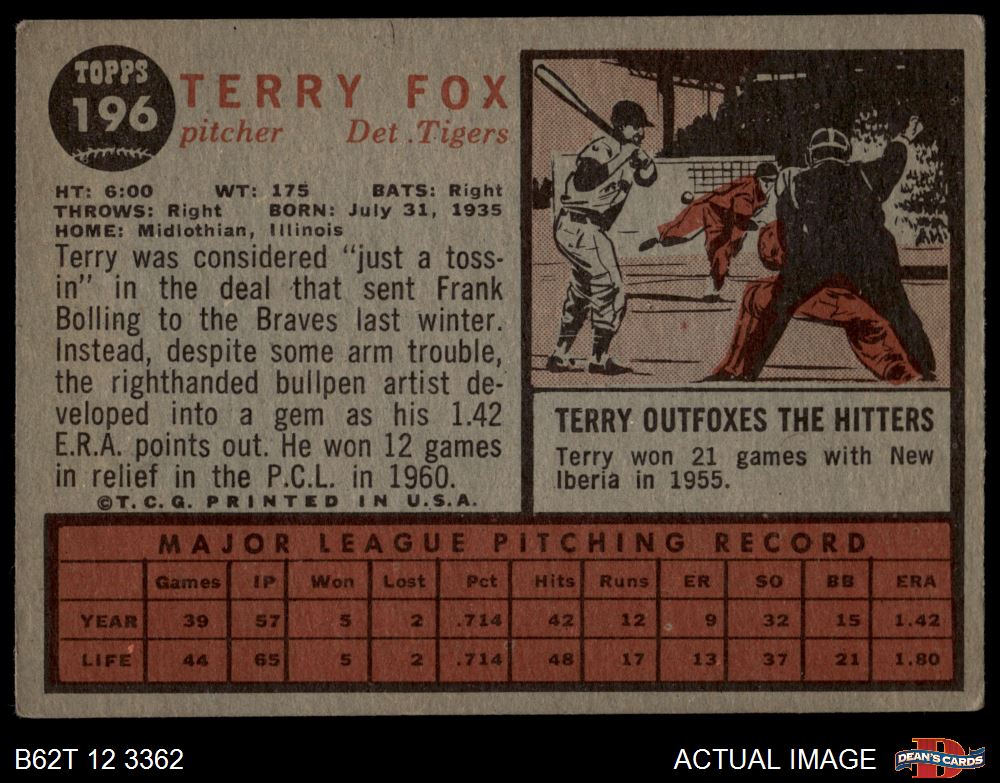 TOPPS
196
TERRY FOX
pitcher Det .Tigers
HT: 6:00 WT: 175 BATS: Right
THROWS: Right BORN: July 31, 1935
HOME: Midlothian, Illinois
Terry was considered "just a toss-
in" in the deal that sent Frank
Bolling to the Braves last winter.
Instead, despite some arm trouble,
the righthanded bullpen artist de-
veloped into a gem as his 1.42
E.R.A. points out. He won 12 games
in relief in the P.C.L. in 1960.
©T.C.G. PRINTED IN U.S.A.
TERRY OUTFOXES THE HITTERS
Terry won 21 games with New
Iberia in 1955.
MAJOR LEAGUE PITCHING RECORD
Games IP Won Lost Pct Hits Runs ER SO BB ERA
YEAR 39 57 5 2 .714 42 12 9 32 15 1.42
LIFE 44 65 5 2 .714 48 17 13 37 21 1.80
B62T 12 3362
ACTUAL IMAGE
D
DEAN'S CARDS